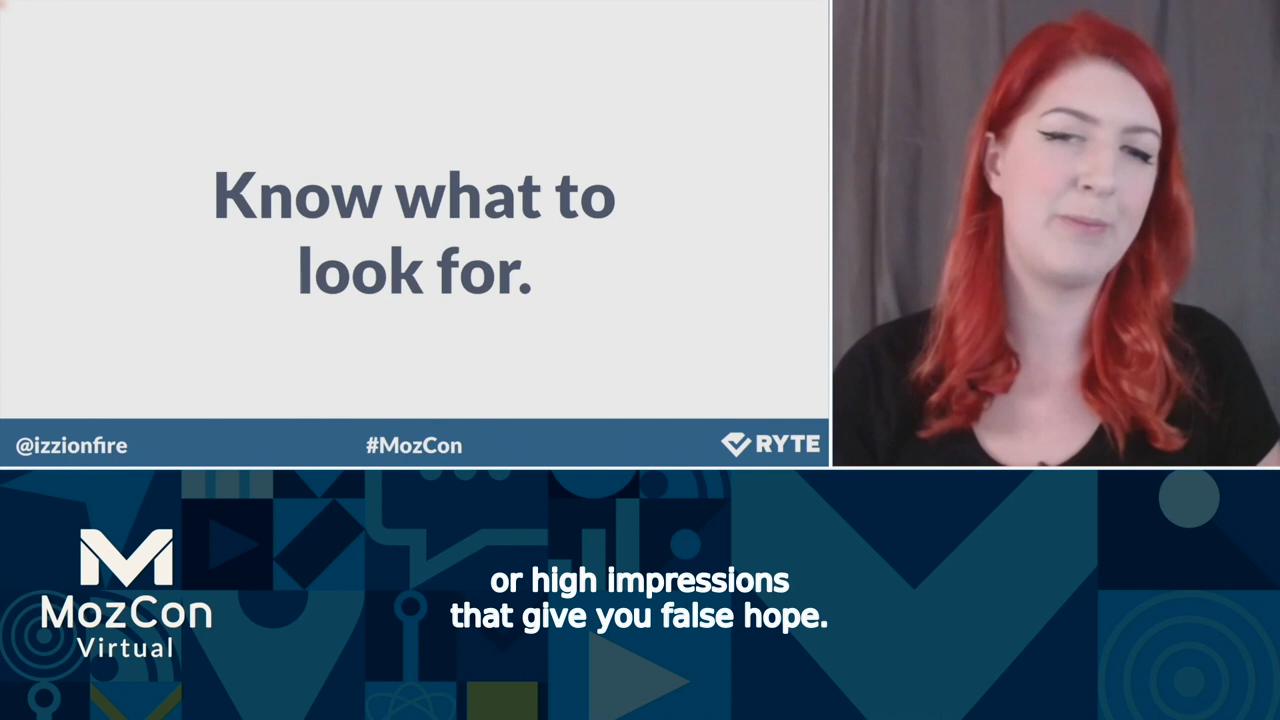 Know what to
look for.
@izzionfire
#MozCon
RYTE
MozCon
Virtual
or high impressions
that give you false hope.